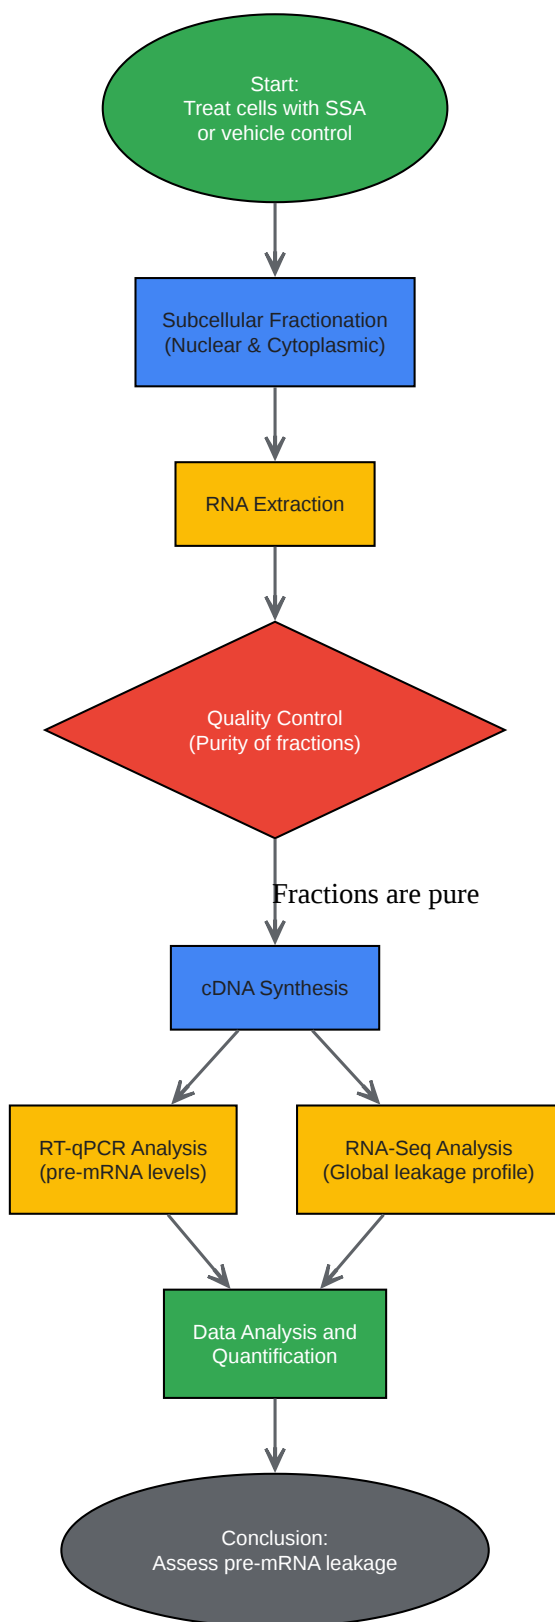 Start:
Treat cells with SSA
or vehicle control
Subcellular Fractionation
(Nuclear & Cytoplasmic)
RNA Extraction
Quality Control
(Purity of fractions)
Fractions are pure
cDNA Synthesis
RT-qPCR Analysis
(pre-mRNA levels)
RNA-Seq Analysis
(Global leakage profile)
Data Analysis and
Quantification
Conclusion:
Assess pre-mRNA leakage